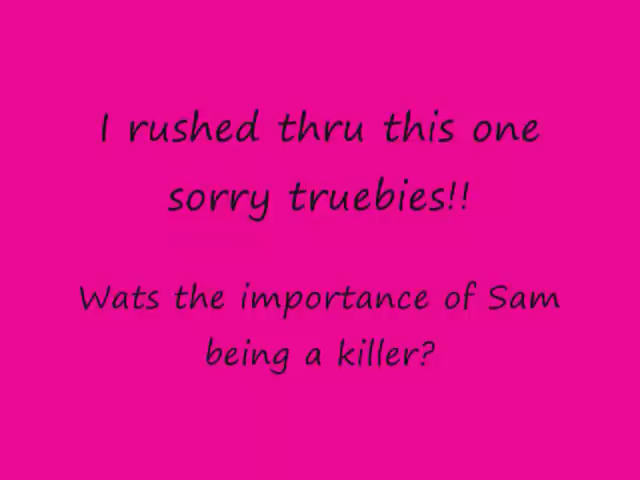 I rushed thru this one
sorry truebies!!
Wats the importance of Sam
being a killer?